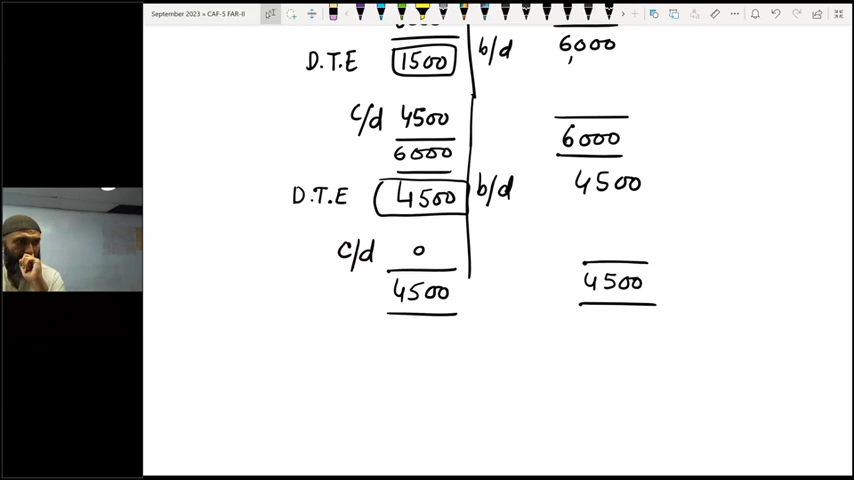 September 2023 » CAF-5 FAR-II
D.T.E 1500 b/d 6000
c/d 4500
6000 6000
D.T.E 4500 b/d 4500
c/d 0
4500 4500